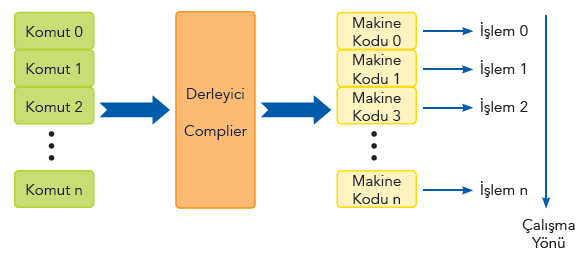 Komut 0
Komut 1
Komut 2
Komut n
Derleyici
Complier
Makine
Kodu 0
Makine
Kodu 1
Makine
Kodu 3
Makine
Kodu n
İşlem 0
İşlem 1
İşlem 2
İşlem n
Çalışma
Yönü